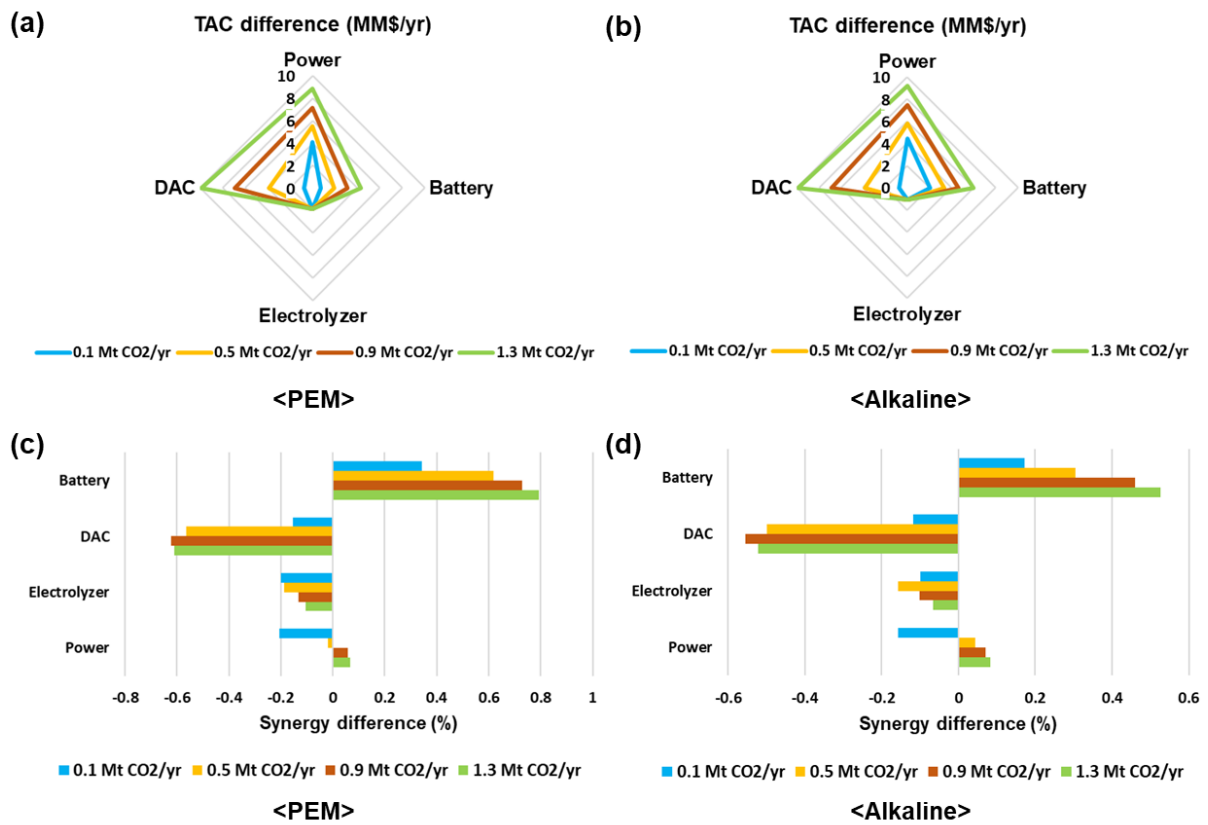 (a)
TAC difference (MM$/yr)
Power
10
8
6
4
2
0
DAC
Battery
Electrolyzer
0.1 Mt CO2/yr 0.5 Mt CO2/yr 0.9 Mt CO2/yr 1.3 Mt CO2/yr
<PEM>
(b)
TAC difference (MM$/yr)
Power
10
8
6
4
2
0
DAC
Battery
Electrolyzer
0.1 Mt CO2/yr 0.5 Mt CO2/yr 0.9 Mt CO2/yr 1.3 Mt CO2/yr
<Alkaline>
(c)
Battery
DAC
Electrolyzer
Power
-0.8 -0.6 -0.4 -0.2 0 0.2 0.4 0.6 0.8 1
Synergy difference (%)
0.1 Mt CO2/yr 0.5 Mt CO2/yr 0.9 Mt CO2/yr 1.3 Mt CO2/yr
<PEM>
(d)
Battery
DAC
Electrolyzer
Power
-0.6 -0.4 -0.2 0 0.2 0.4 0.6
Synergy difference (%)
0.1 Mt CO2/yr 0.5 Mt CO2/yr 0.9 Mt CO2/yr 1.3 Mt CO2/yr
<Alkaline>